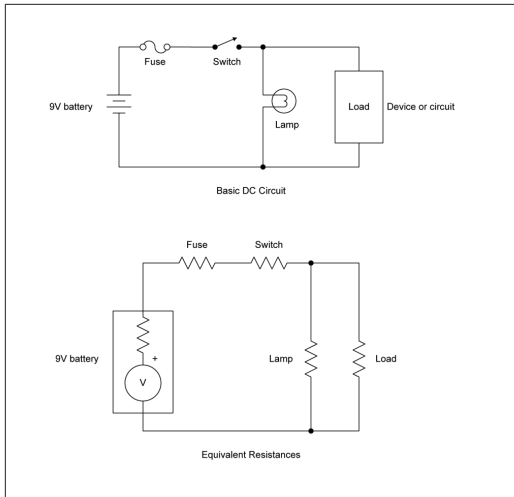 Fuse
Switch
9V battery
Load
Device or circuit
Lamp
Basic DC Circuit
Fuse
Switch
9V battery
+
V
Lamp
Load
Equivalent Resistances